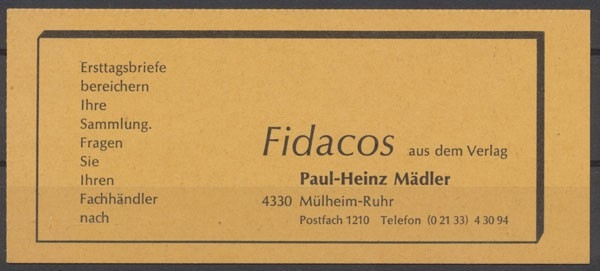 Ersttagsbriefe
bereichern
Ihre
Sammlung.
Fragen
Sie
Ihren
Fachhändler
nach
Fidacos aus dem Verlag
Paul-Heinz Mädler
4330 Mülheim-Ruhr
Postfach 1210 Telefon (0 21 33) 4 30 94